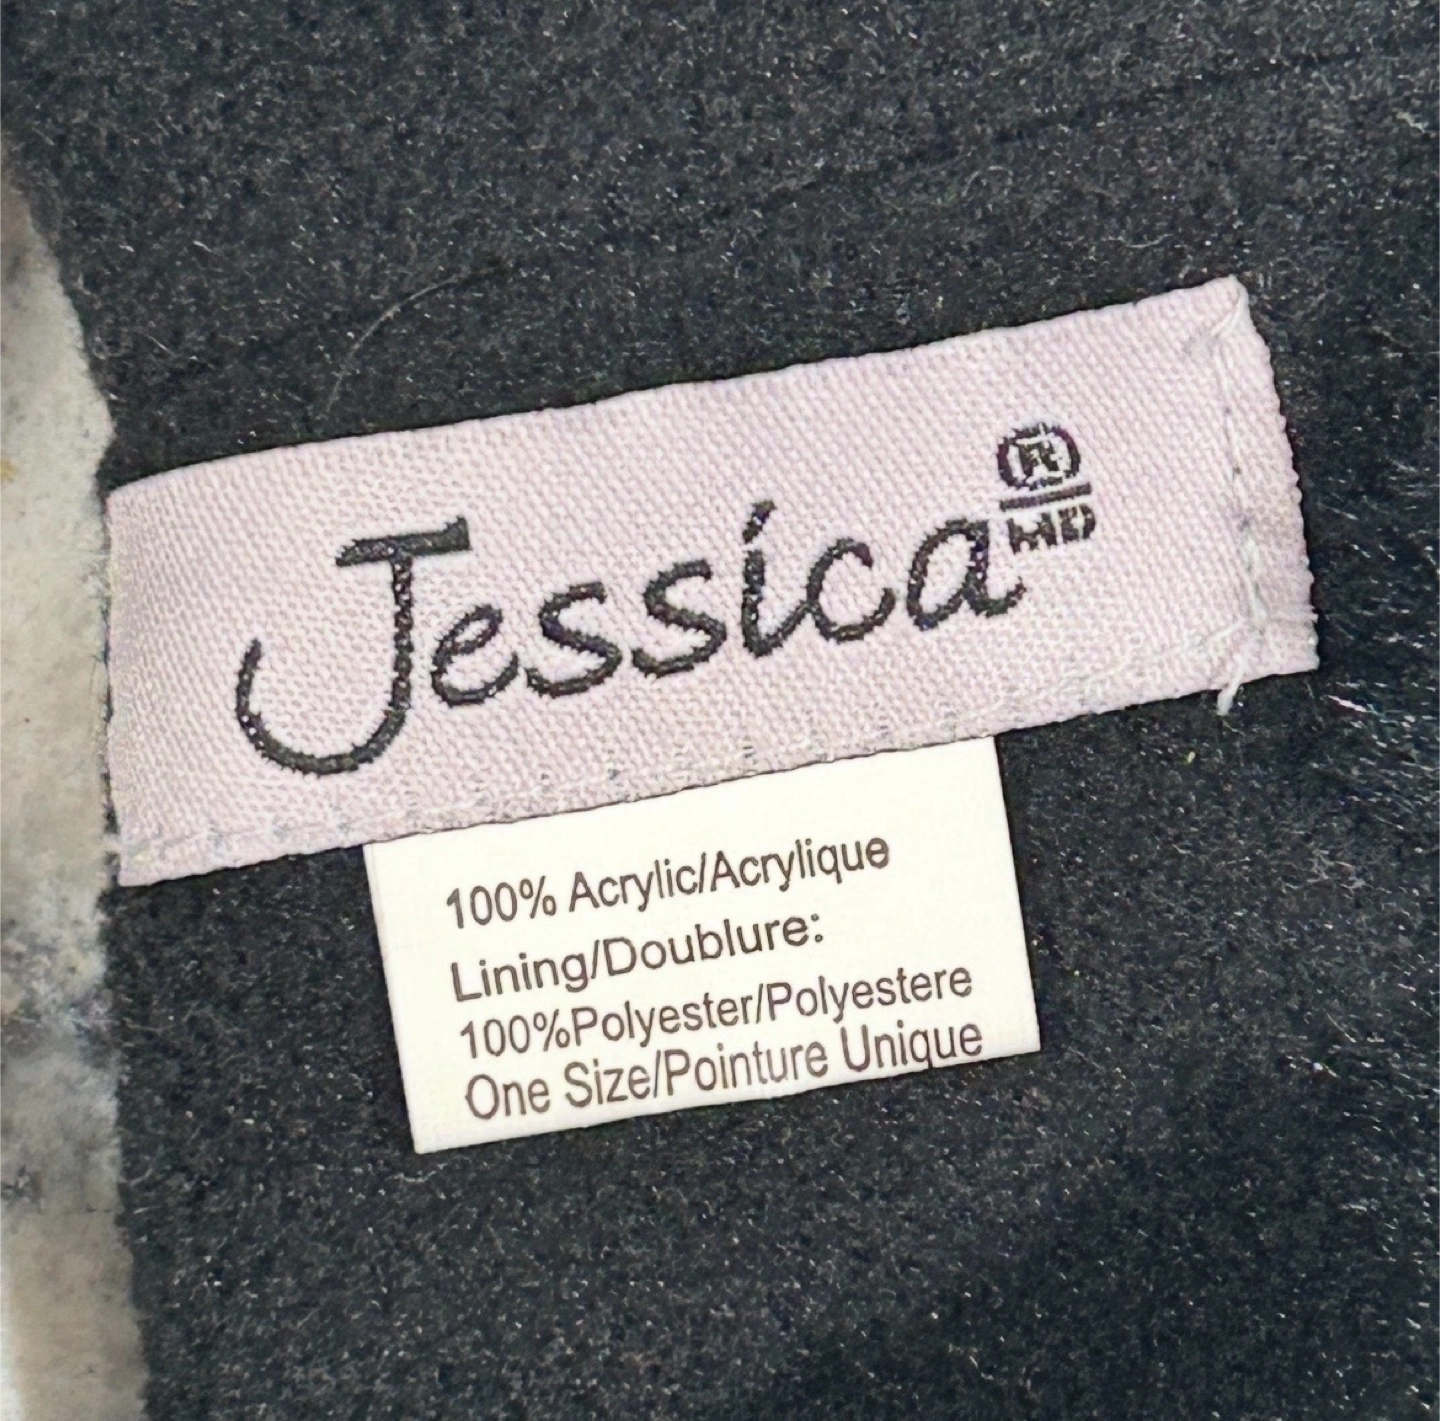 Jessica ®
MD
100% Acrylic/Acrylique
Lining/Doublure:
100%Polyester/Polyestere
One Size/Pointure Unique